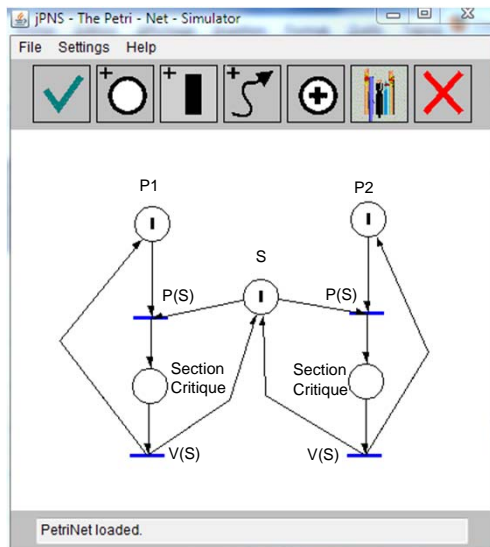 jPNS - The Petri - Net - Simulator
File Settings Help
P1
P2
S
P(S)
P(S)
Section
Critique
Section
Critique
V(S)
V(S)
PetriNet loaded.